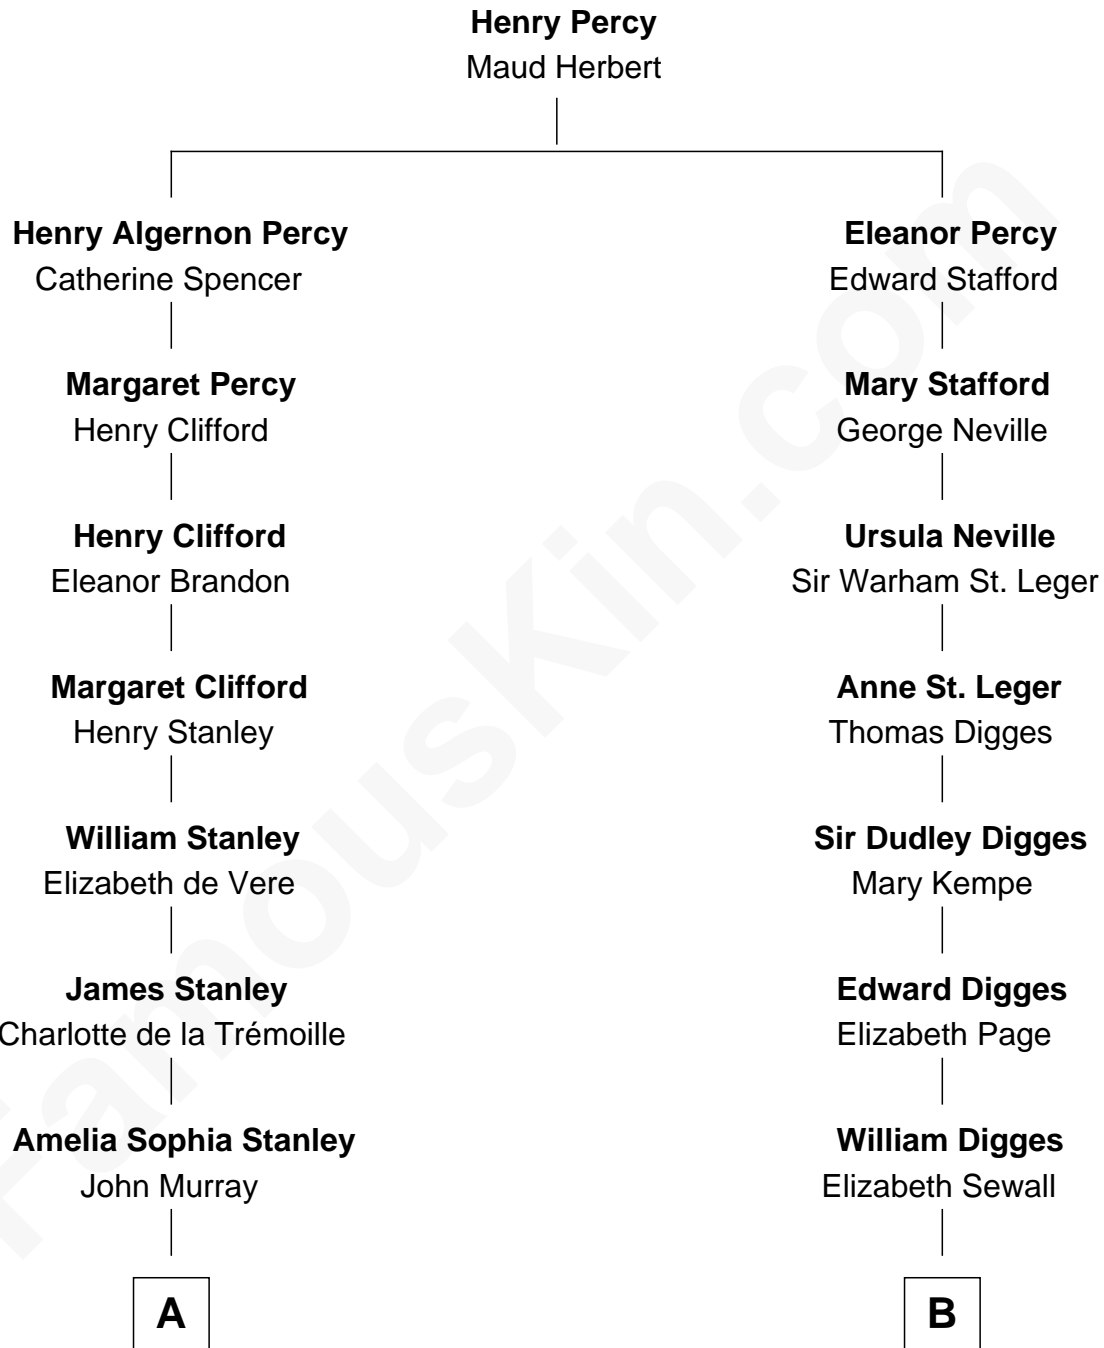 Henry Percy
Maud Herbert
Henry Algernon Percy
Catherine Spencer
Eleanor Percy
Edward Stafford
Margaret Percy
Henry Clifford
Mary Stafford
George Neville
Henry Clifford
Eleanor Brandon
Ursula Neville
Sir Warham St. Leger
Margaret Clifford
Henry Stanley
Anne St. Leger
Thomas Digges
William Stanley
Elizabeth de Vere
Sir Dudley Digges
Mary Kempe
James Stanley
Charlotte de la Trémoille
Edward Digges
Elizabeth Page
Amelia Sophia Stanley
John Murray
William Digges
Elizabeth Sewall
A
B
FamousKin.com